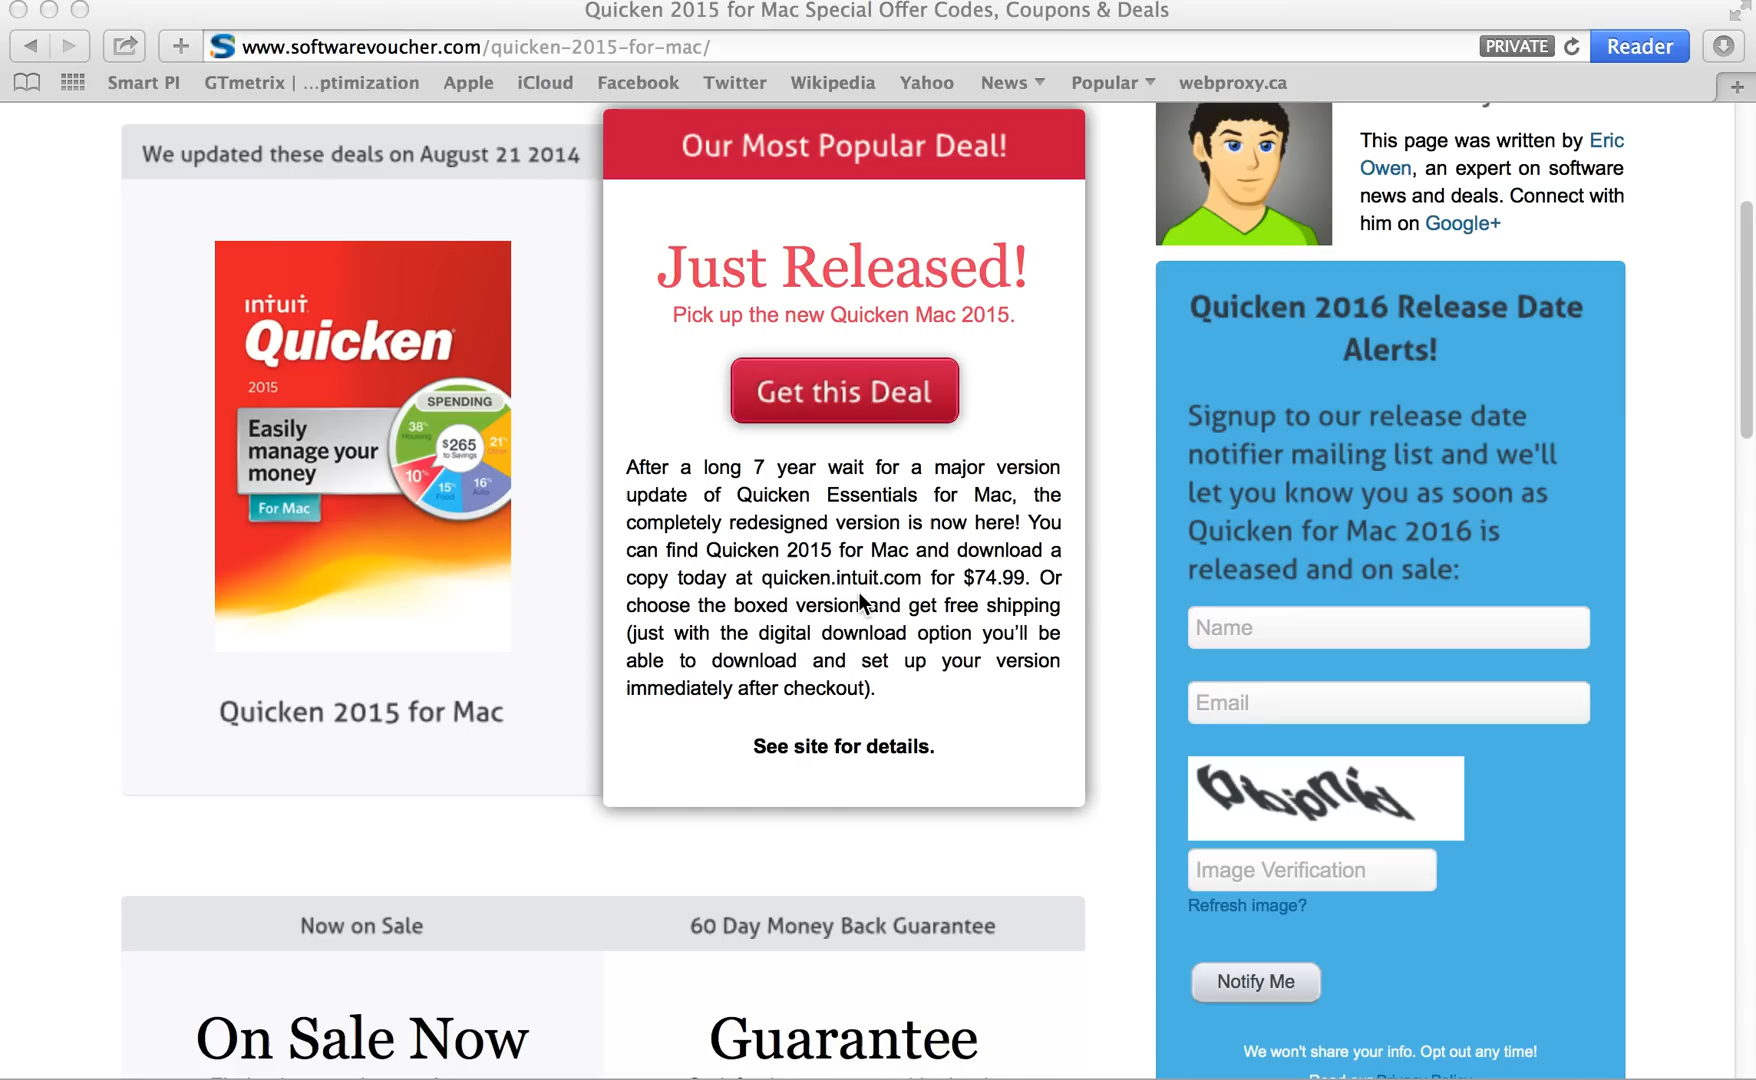 Quicken 2015 for Mac Special Offer Codes, Coupons & Deals
www.softwarevoucher.com/quicken-2015-for-mac/
PRIVATE
Reader
Smart PI
GTmetrix | ...ptimization
Apple
iCloud
Facebook
Twitter
Wikipedia
Yahoo
News
Popular
webproxy.ca
We updated these deals on August 21 2014
intuit
Quicken
2015
Easily
manage your
money
For Mac
SPENDING
38%
Housing
$265
to Savings
21%
Other
10%
15%
Food
16%
Auto
Quicken 2015 for Mac
Our Most Popular Deal!
Just Released!
Pick up the new Quicken Mac 2015.
Get this Deal
After a long 7 year wait for a major version
update of Quicken Essentials for Mac, the
completely redesigned version is now here! You
can find Quicken 2015 for Mac and download a
copy today at quicken.intuit.com for $74.99. Or
choose the boxed version and get free shipping
(just with the digital download option you'll be
able to download and set up your version
immediately after checkout).
See site for details.
This page was written by Eric
Owen, an expert on software
news and deals. Connect with
him on Google+
Quicken 2016 Release Date
Alerts!
Signup to our release date
notifier mailing list and we'll
let you know you as soon as
Quicken for Mac 2016 is
released and on sale:
Name
Email
Image Verification
Refresh image?
Notify Me
We won't share your info. Opt out any time!
Now on Sale
On Sale Now
60 Day Money Back Guarantee
Guarantee